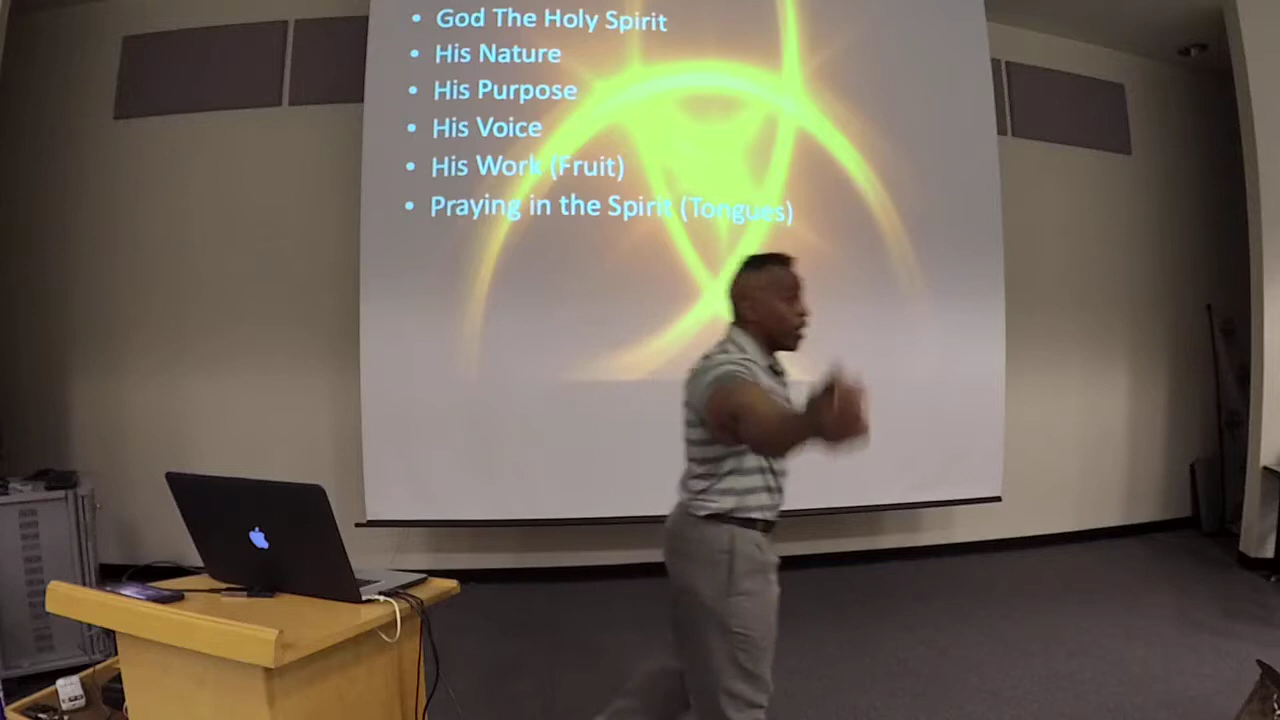 • God The Holy Spirit
• His Nature
• His Purpose
• His Voice
• His Work (Fruit)
• Praying in the Spirit (Tongues)